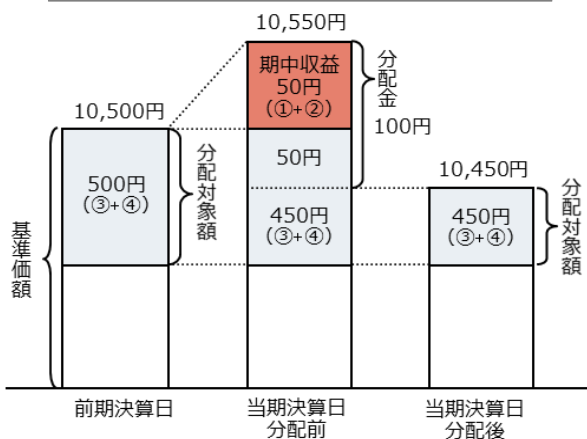 10,550円
期中収益
50円
(①+②)
分配金
100円
10,500円
500円
(③+④)
分配対象額
50円
450円
(③+④)
10,450円
450円
(③+④)
分配対象額
基準価額
前期決算日
当期決算日
分配前
当期決算日
分配後